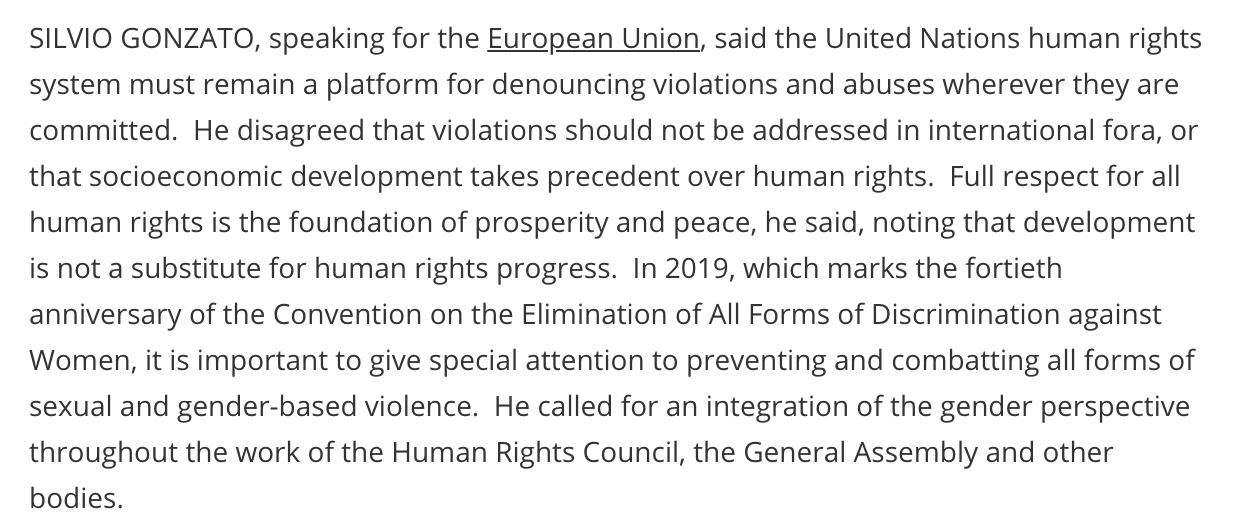 SILVIO GONZATO, speaking for the European Union, said the United Nations human rights
system must remain a platform for denouncing violations and abuses wherever they are
committed.  He disagreed that violations should not be addressed in international fora, or
that socioeconomic development takes precedent over human rights.  Full respect for all
human rights is the foundation of prosperity and peace, he said, noting that development
is not a substitute for human rights progress.  In 2019, which marks the fortieth
anniversary of the Convention on the Elimination of All Forms of Discrimination against
Women, it is important to give special attention to preventing and combatting all forms of
sexual and gender-based violence.  He called for an integration of the gender perspective
throughout the work of the Human Rights Council, the General Assembly and other
bodies.